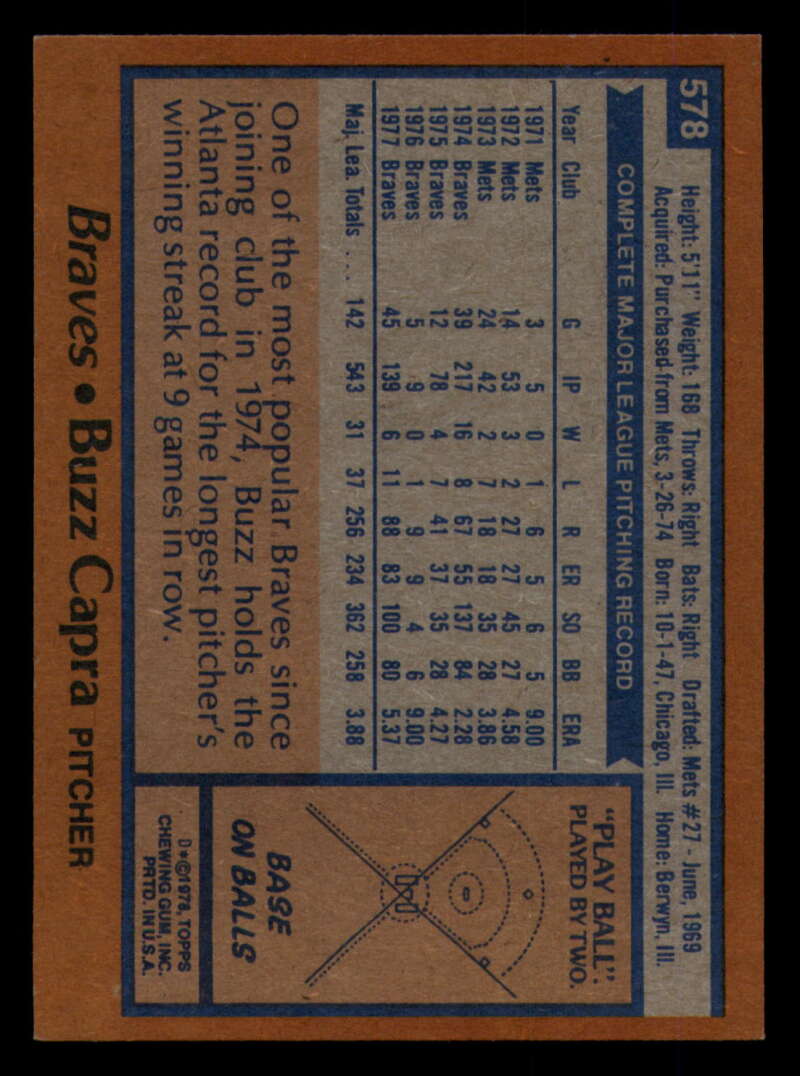 578
Height: 5'11" Weight: 168 Throws: Right Bats: Right Drafted: Mets #27 - June, 1969
Acquired: Purchased from Mets, 3-26-74 Born: 10-1-47, Chicago, Ill. Home: Berwyn, Ill.
COMPLETE MAJOR LEAGUE PITCHING RECORD
Year Club G IP W L R ER SO BB ERA
1971 Mets 3 5 0 1 6 5 6 5 9.00
1972 Mets 14 53 3 2 27 27 45 27 4.58
1973 Mets 24 42 2 7 18 18 35 28 3.86
1974 Braves 39 217 16 8 67 55 137 84 2.28
1975 Braves 12 78 4 7 41 37 35 28 4.27
1976 Braves 5 9 0 1 9 9 4 6 9.00
1977 Braves 45 139 6 11 88 83 100 80 5.37
Maj. Lea. Totals .... 142 543 31 37 256 234 362 258 3.88
One of the most popular Braves since
joining club in 1974, Buzz holds the
Atlanta record for the longest pitcher's
winning streak at 9 games in row.
"PLAY BALL":
PLAYED BY TWO.
BASE
ON BALLS
D*©1978, TOPPS
CHEWING GUM, INC.
PRTD. IN U.S.A.
Braves • Buzz Capra PITCHER